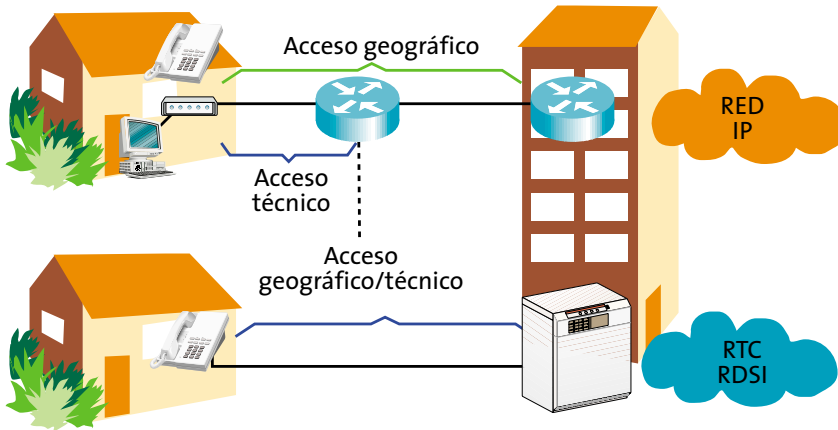 Acceso geográfico
RED
IP
Acceso
técnico
Acceso
geográfico/técnico
RTC
RDSI